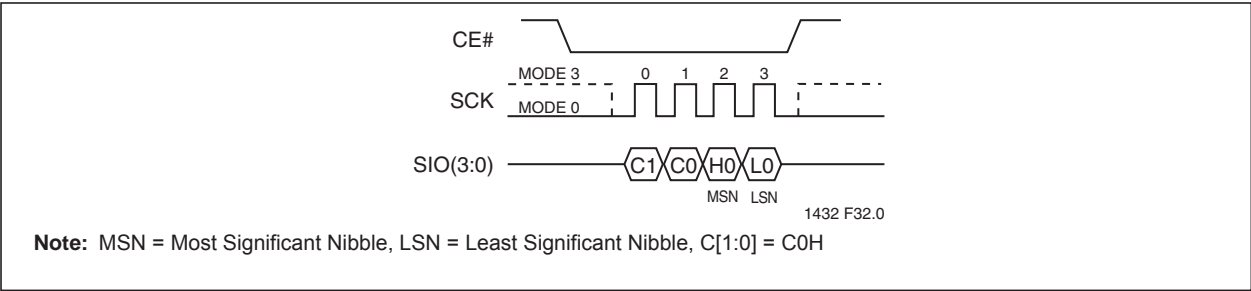 CE#
MODE 3 0 1 2 3
SCK MODE 0
SIO(3:0) C1 C0 H0 L0
MSN LSN
1432 F32.0
Note: MSN = Most Significant Nibble, LSN = Least Significant Nibble, C[1:0] = C0H